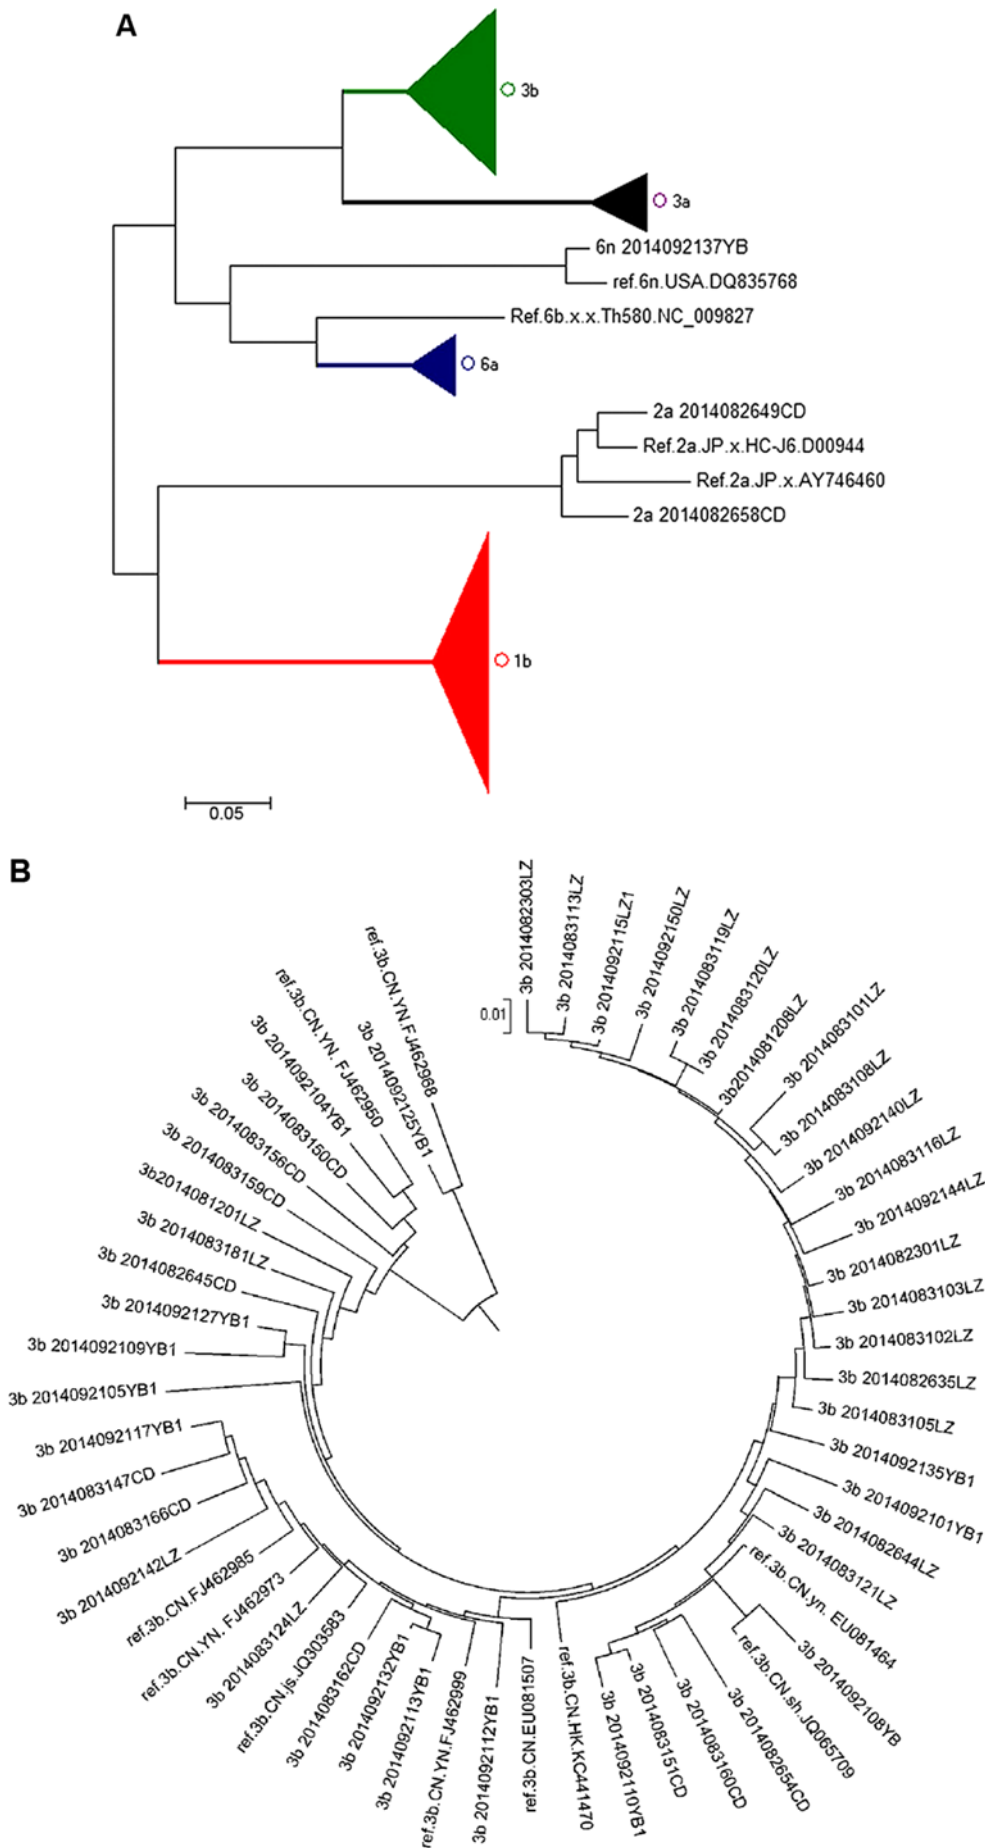 A
3b
3a
6n 2014092137YB
ref.6n.USA.DQ835768
Ref.6b.x.x.Th580.NC_009827
6a
2a 2014082649CD
Ref.2a.JP.x.HC-J6.D00944
Ref.2a.JP.x.AY746460
2a 2014082658CD
1b
0.05
B
0.01
3b 2014082303LZ
3b 2014083113LZ
3b 2014092115LZ1
3b 2014092150LZ
3b 2014083119LZ
3b 2014083120LZ
3b2014081208LZ
3b 2014083101LZ
3b 2014083108LZ
3b 2014092140LZ
3b 2014083116LZ
3b 2014092144LZ
3b 2014082301LZ
3b 2014083103LZ
3b 2014083102LZ
3b 2014082635LZ
3b 2014083105LZ
3b 2014092135YB1
3b 2014092101YB1
3b 2014082644LZ
3b 2014083121LZ
ref.3b.CN.yn. EU081464
3b 2014092108YB
ref.3b.CN.sh.JQ065709
3b 2014082654CD
3b 2014083160CD
3b 2014083151CD
3b 2014092110YB1
ref.3b.CN.HK.KC441470
ref.3b.CN.EU081507
3b 2014092112YB1
ref.3b.CN.YN.FJ462999
3b 2014092113YB1
3b 2014092132YB1
3b 2014083162CD
ref.3b.CN.js.JQ303583
3b 2014083124LZ
ref.3b.CN.YN. FJ462973
ref.3b.CN.FJ462985
3b 2014092142LZ
3b 2014083166CD
3b 2014083147CD
3b 2014092117YB1
3b 2014092105YB1
3b 2014092109YB1
3b 2014092127YB1
3b 2014082645CD
3b 2014083181LZ
3b2014081201LZ
3b 2014083159CD
3b 2014083156CD
3b 2014083150CD
3b 2014092104YB1
ref.3b.CN.YN. FJ462950
3b 2014092125YB1
ref.3b.CN.YN.FJ462968